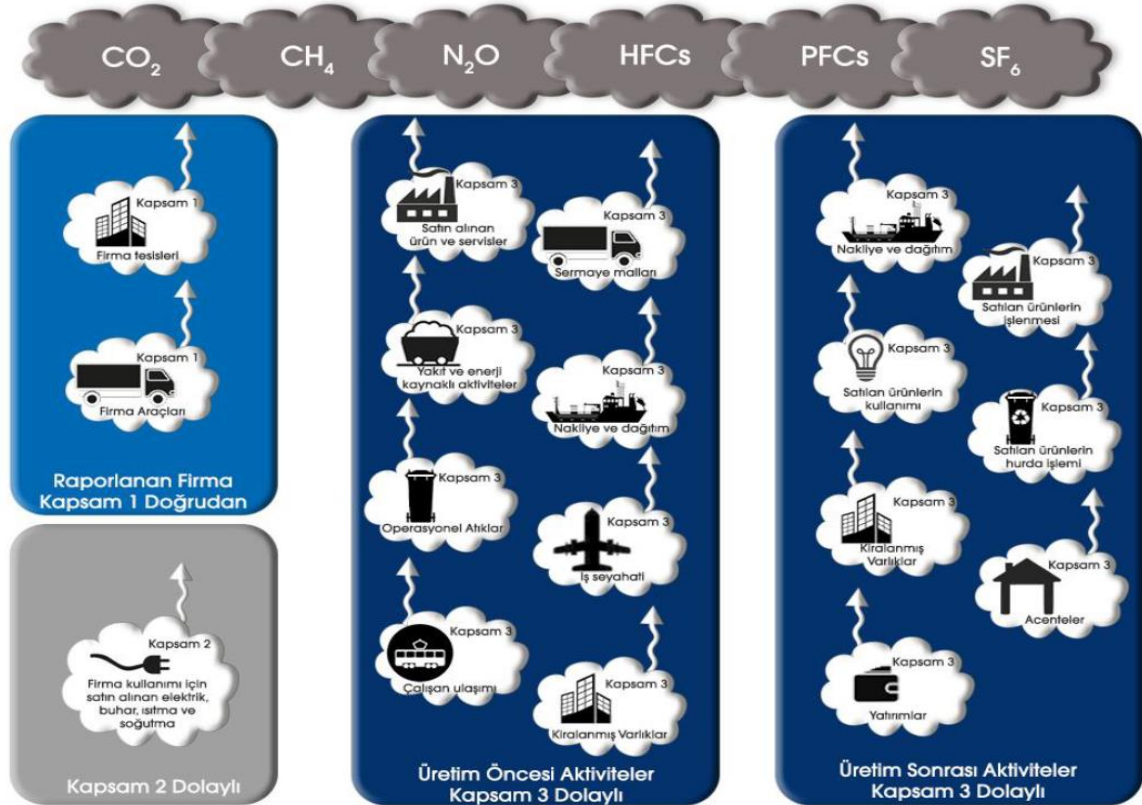 CO2
CH4
N2O
HFCs
PFCs
SF6
Kapsam 1
Firma tesisleri
Kapsam 1
Firma Araçları
Raporlanan Firma
Kapsam 1 Doğrudan
Kapsam 2
Firma kullanımı için
satın alınan elektrik,
buhar, ısıtma ve
soğutma
Kapsam 2 Dolaylı
Kapsam 3
Satın alınan
ürün ve servisler
Kapsam 3
Sermaye malları
Kapsam 3
Yakıt ve enerji
kaynaklı aktiviteler
Kapsam 3
Nakliye ve dağıtım
Kapsam 3
Operasyonel Atıklar
Kapsam 3
İş seyahati
Kapsam 3
Çalışan ulaşımı
Kapsam 3
Kiralanmış Varlıklar
Üretim Öncesi Aktiviteler
Kapsam 3 Dolaylı
Kapsam 3
Nakliye ve dağıtım
Kapsam 3
Satılan ürünlerin
işlenmesi
Kapsam 3
Satılan ürünlerin
kullanımı
Kapsam 3
Satılan ürünlerin
hurda işlemi
Kapsam 3
Kiralanmış
Varlıklar
Kapsam 3
Acenteler
Kapsam 3
Yatırımlar
Üretim Sonrası Aktiviteler
Kapsam 3 Dolaylı